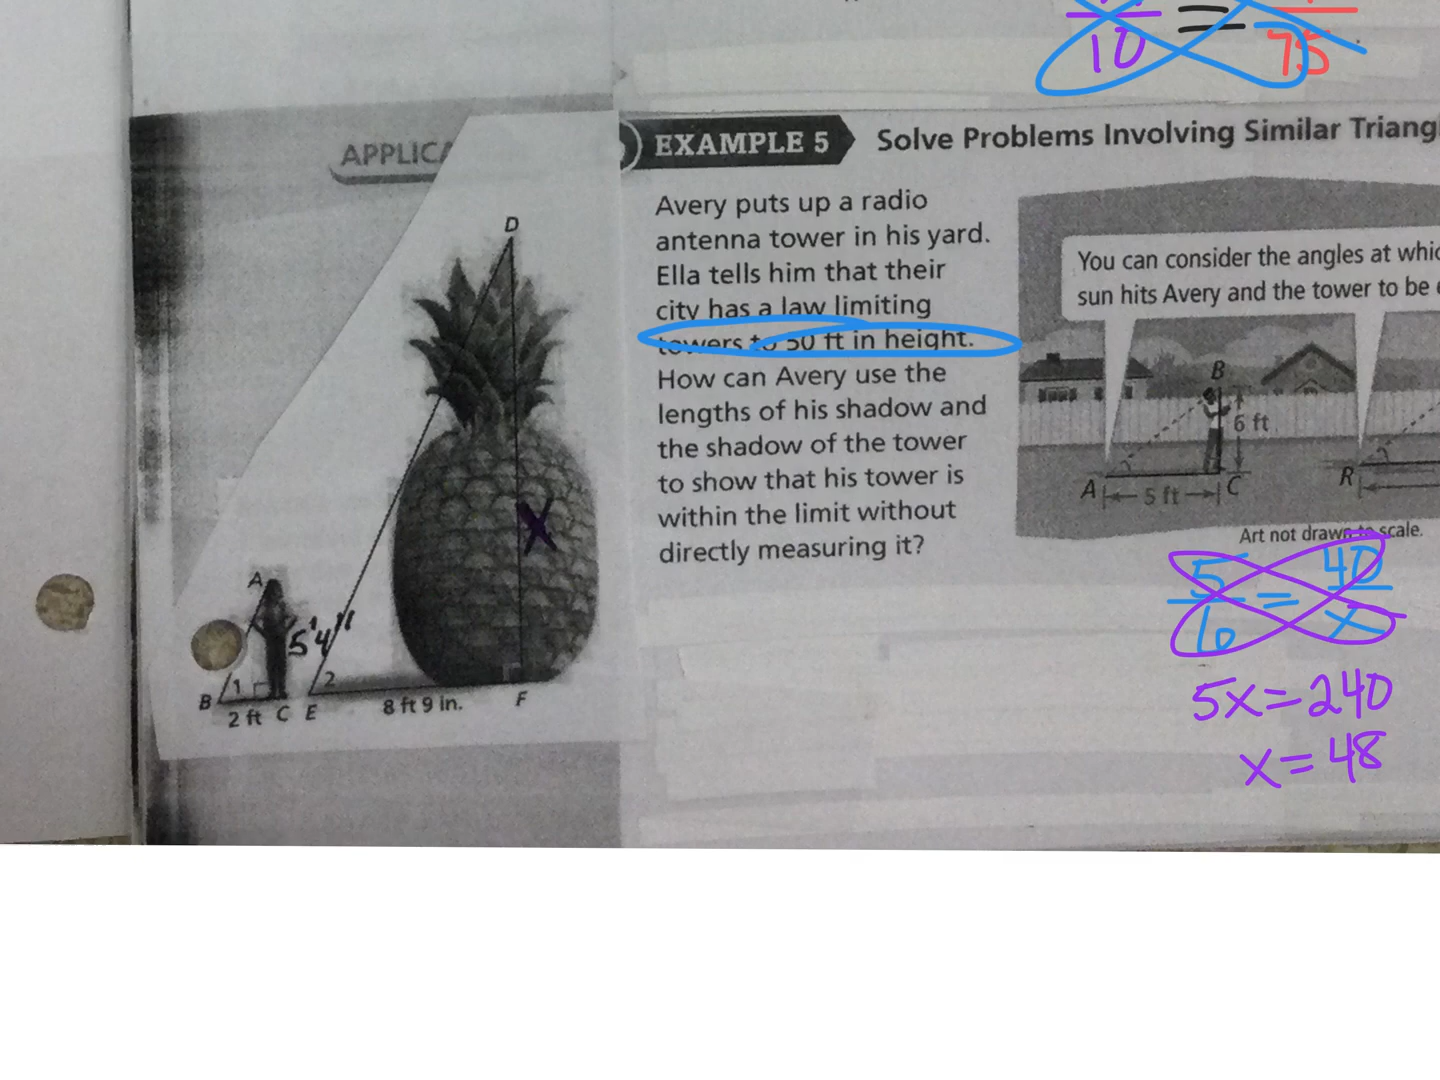 10 = 75
APPLICA
EXAMPLE 5 Solve Problems Involving Similar Triang
Avery puts up a radio
antenna tower in his yard.
Ella tells him that their
city has a law limiting
towers to 50 ft in height.
How can Avery use the
lengths of his shadow and
the shadow of the tower
to show that his tower is
within the limit without
directly measuring it?
You can consider the angles at whic
sun hits Avery and the tower to be e
B
6 ft
A 5 ft C R
Art not drawn to scale.
D
X
A
5'4"
B 1 2
2 ft C E 8 ft 9 in. F
5 = 40
6 x
5x=240
x=48